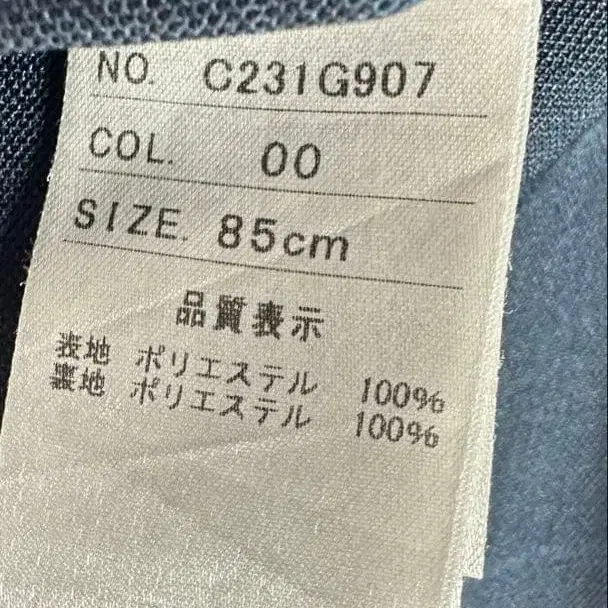 NO. C231G907
COL. 00
SIZE. 85cm
品質表示
表地 ポリエステル 100%
裏地 ポリエステル 100%